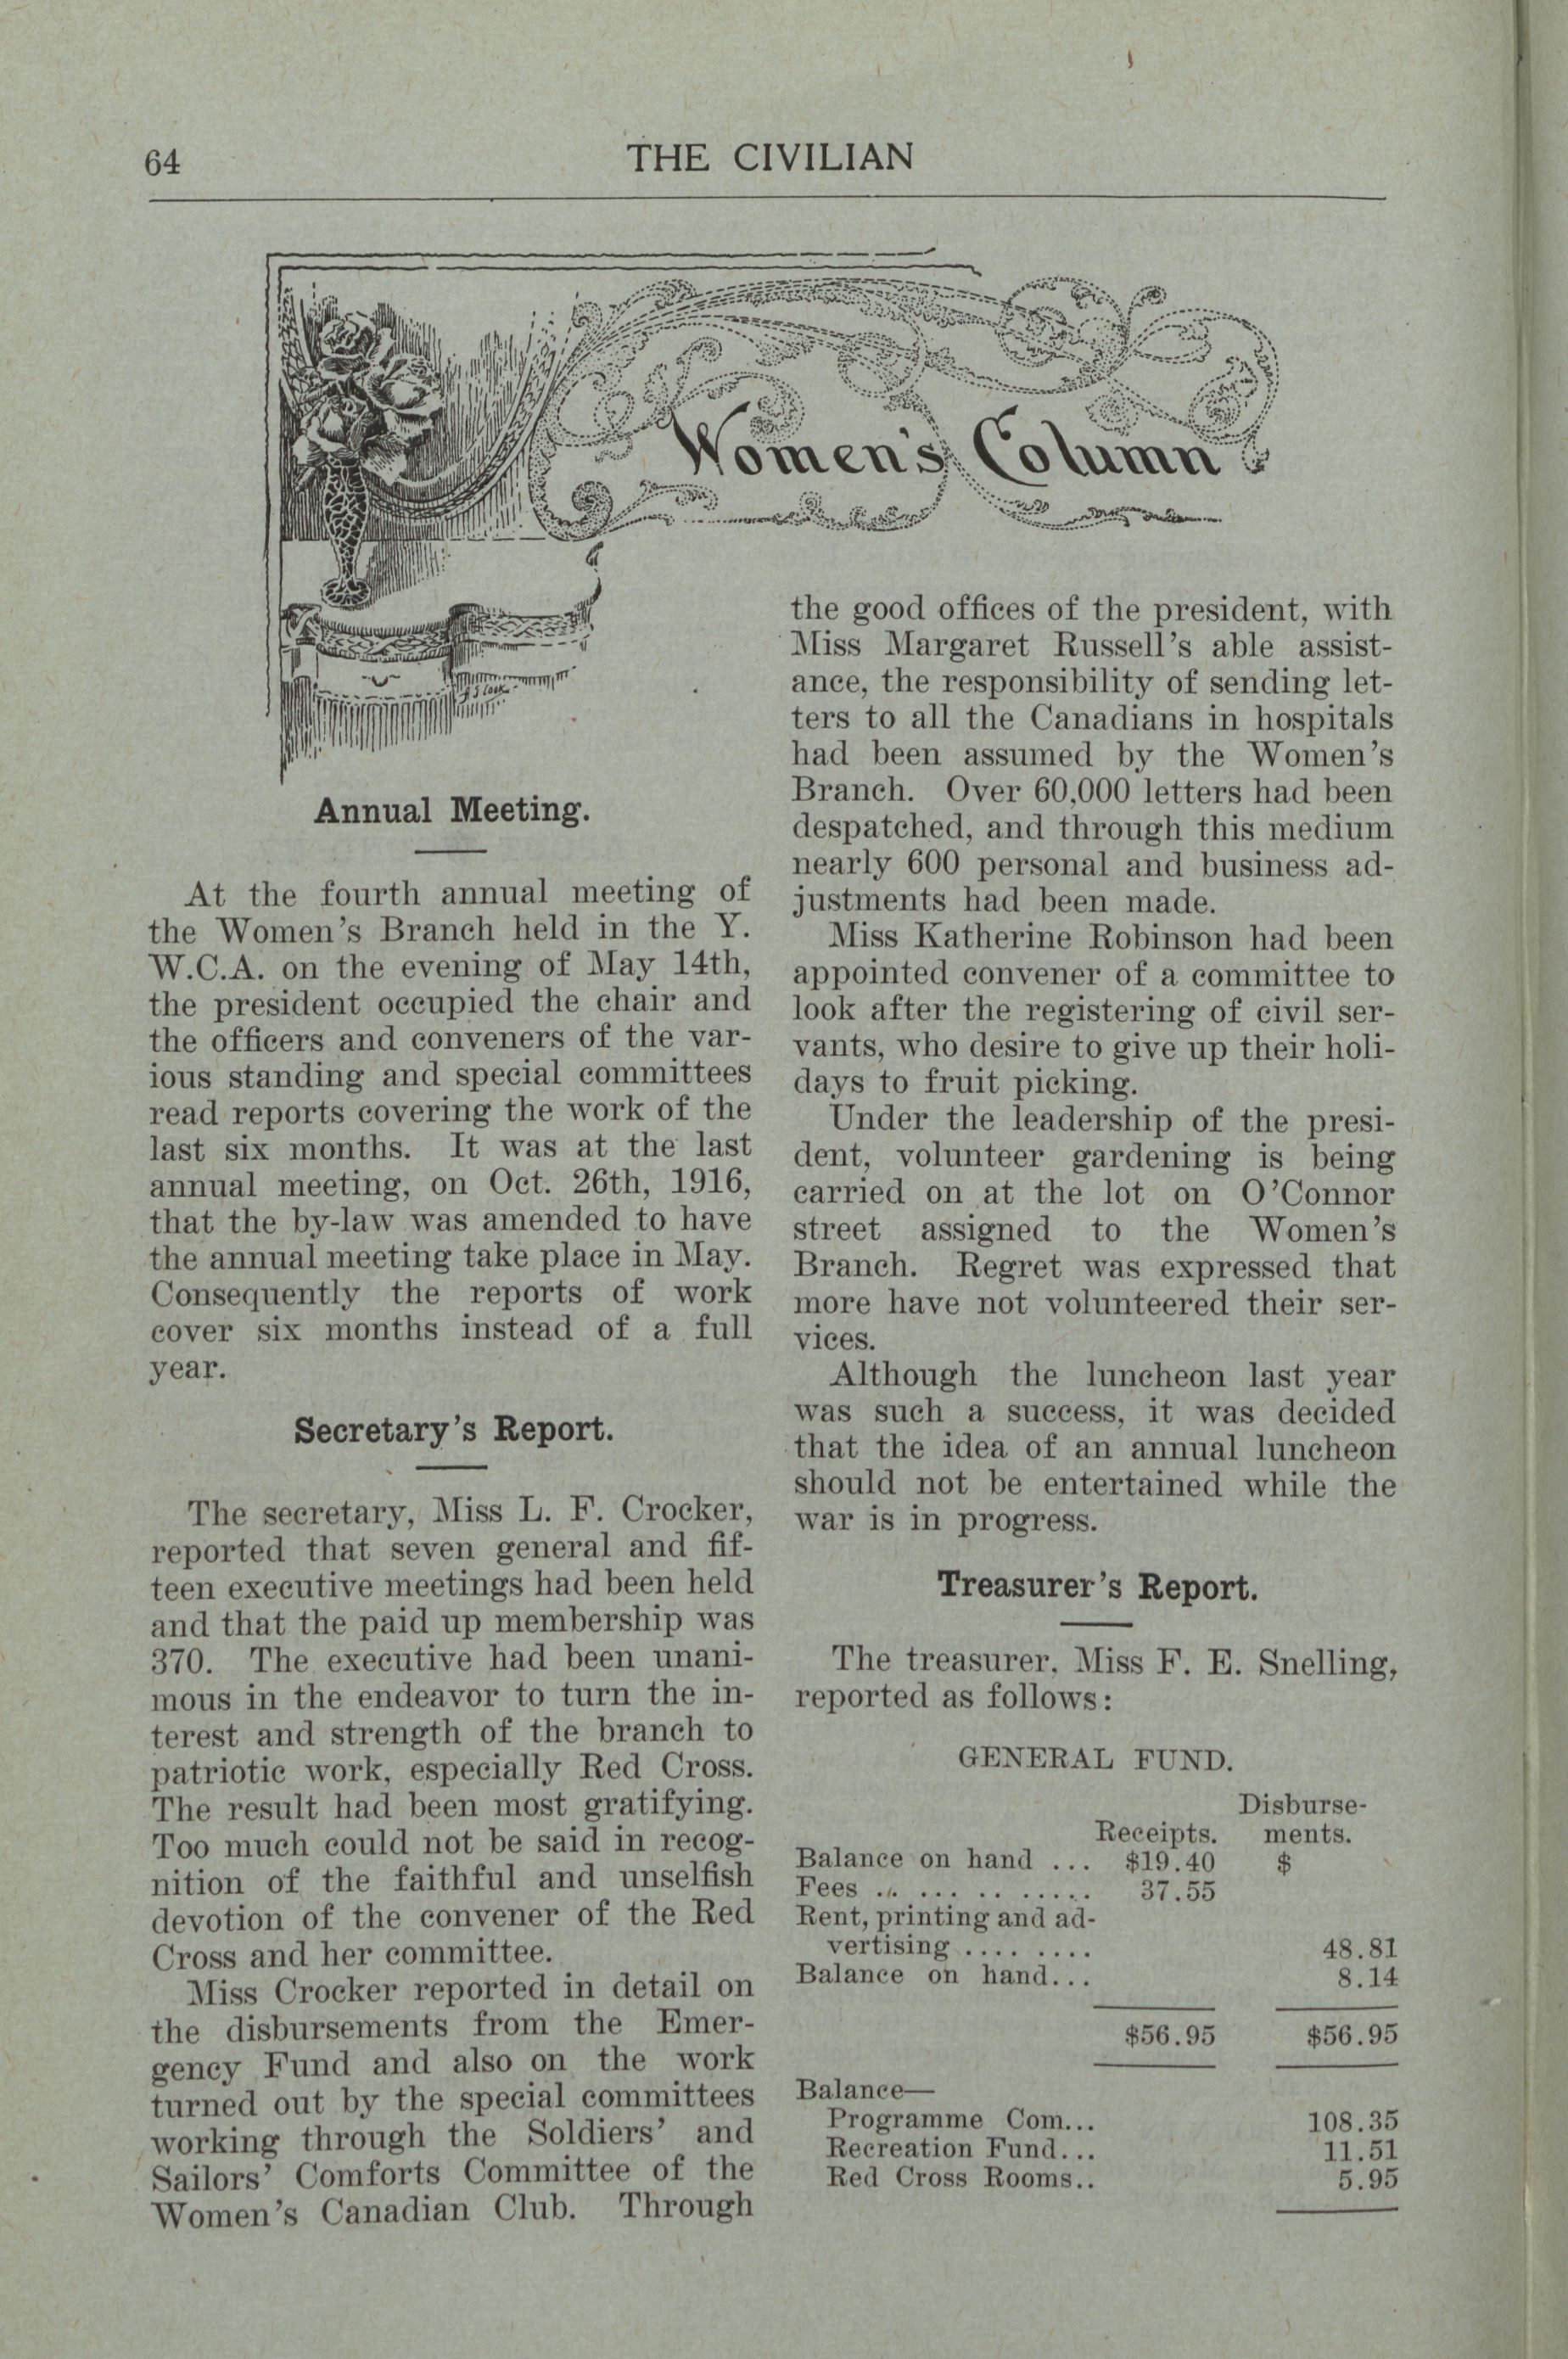 64
THE CIVILIAN
Women's Column
Annual Meeting.
At the fourth annual meeting of
the Women's Branch held in the Y.
W.C.A. on the evening of May 14th,
the president occupied the chair and
the officers and conveners of the var-
ious standing and special committees
read reports covering the work of the
last six months. It was at the last
annual meeting, on Oct. 26th, 1916,
that the by-law was amended to have
the annual meeting take place in May.
Consequently the reports of work
cover six months instead of a full
year.
Secretary's Report.
The secretary, Miss L. F. Crocker,
reported that seven general and fif-
teen executive meetings had been held
and that the paid up membership was
370. The executive had been unani-
mous in the endeavor to turn the in-
terest and strength of the branch to
patriotic work, especially Red Cross.
The result had been most gratifying.
Too much could not be said in recog-
nition of the faithful and unselfish
devotion of the convener of the Red
Cross and her committee.
Miss Crocker reported in detail on
the disbursements from the Emer-
gency Fund and also on the work
turned out by the special committees
working through the Soldiers' and
Sailors' Comforts Committee of the
Women's Canadian Club. Through
the good offices of the president, with
Miss Margaret Russell's able assist-
ance, the responsibility of sending let-
ters to all the Canadians in hospitals
had been assumed by the Women's
Branch. Over 60,000 letters had been
despatched, and through this medium
nearly 600 personal and business ad-
justments had been made.
Miss Katherine Robinson had been
appointed convener of a committee to
look after the registering of civil ser-
vants, who desire to give up their holi-
days to fruit picking.
Under the leadership of the presi-
dent, volunteer gardening is being
carried on at the lot on O'Connor
street assigned to the Women's
Branch. Regret was expressed that
more have not volunteered their ser-
vices.
Although the luncheon last year
was such a success, it was decided
that the idea of an annual luncheon
should not be entertained while the
war is in progress.
Treasurer's Report.
The treasurer, Miss F. E. Snelling,
reported as follows:
GENERAL FUND.
Disburse-
Receipts. ments.
Balance on hand ... $19.40 $
Fees .. ... .. ..... 37.55
Rent, printing and ad-
vertising .... .... 48.81
Balance on hand... 8.14
$56.95 $56.95
Balance—
Programme Com... 108.35
Recreation Fund... 11.51
Red Cross Rooms.. 5.95